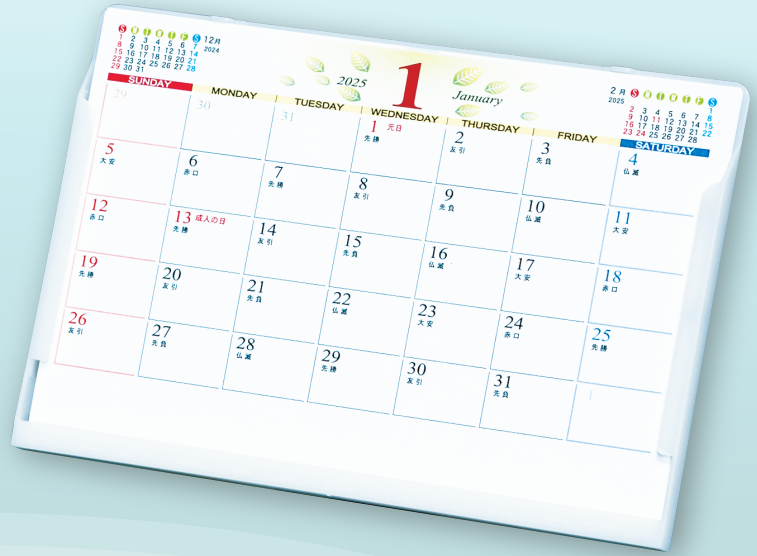 12月
2024
S M T W T F S
1 2 3 4 5 6 7
8 9 10 11 12 13 14
15 16 17 18 19 20 21
22 23 24 25 26 27 28
29 30 31
2025 1 January
2月
2025
S M T W T F S
1
2 3 4 5 6 7 8
9 10 11 12 13 14 15
16 17 18 19 20 21 22
23 24 25 26 27 28
SUNDAY MONDAY TUESDAY WEDNESDAY THURSDAY FRIDAY SATURDAY
29 30 31 1 元日 2 3 4
先勝 友引 先負 仏滅
5 6 7 8 9 10 11
大安 赤口 先勝 友引 先負 仏滅 大安
12 13 成人の日 14 15 16 17 18
赤口 先勝 友引 先負 仏滅 大安 赤口
19 20 21 22 23 24 25
先勝 友引 先負 仏滅 大安 赤口 先勝
26 27 28 29 30 31 1
友引 先負 仏滅 先勝 友引 先負